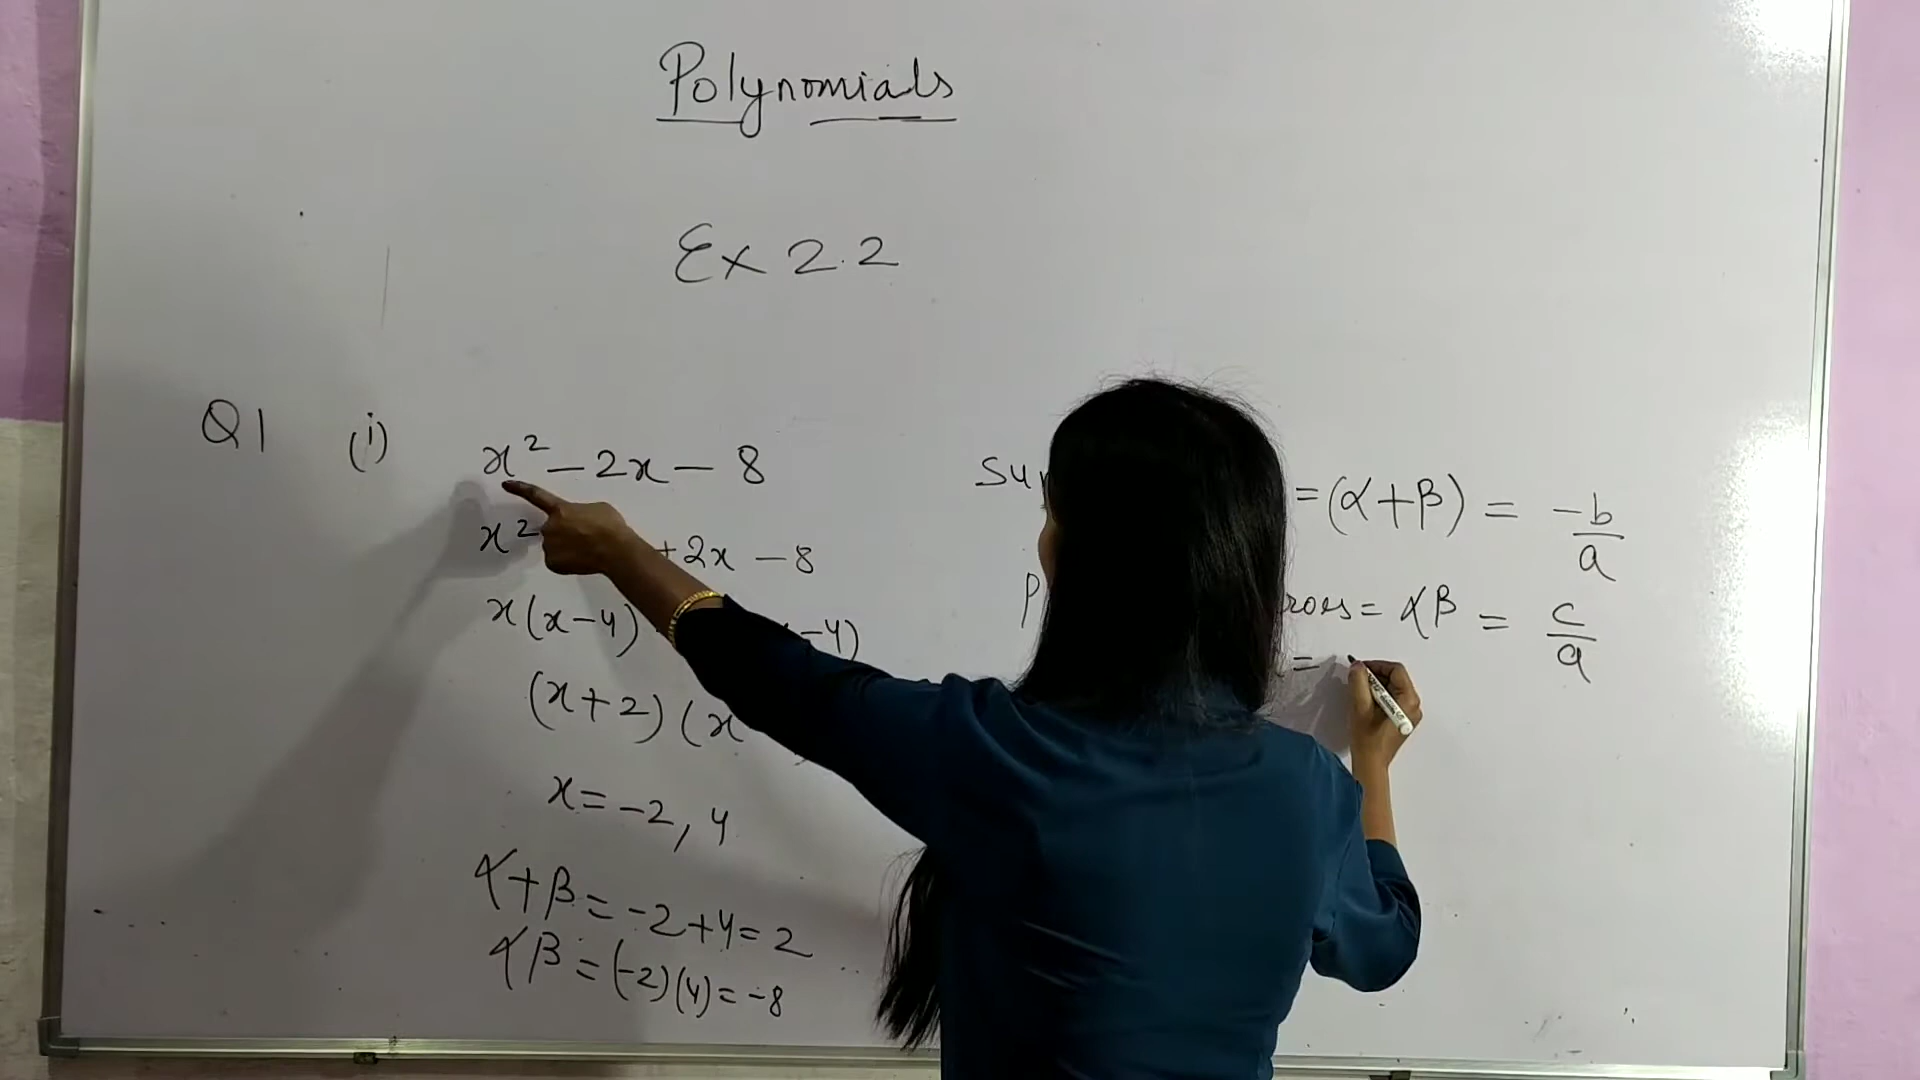 Polynomials
Ex 2.2
Q1 (i) x² - 2x - 8
x² +2x - 8
x(x-4) -4)
(x+2)(x
x = -2, 4
α+β = -2+4 = 2
αβ = (-2)(4) = -8
= (α+β) = -b/a
= αβ = c/a
=